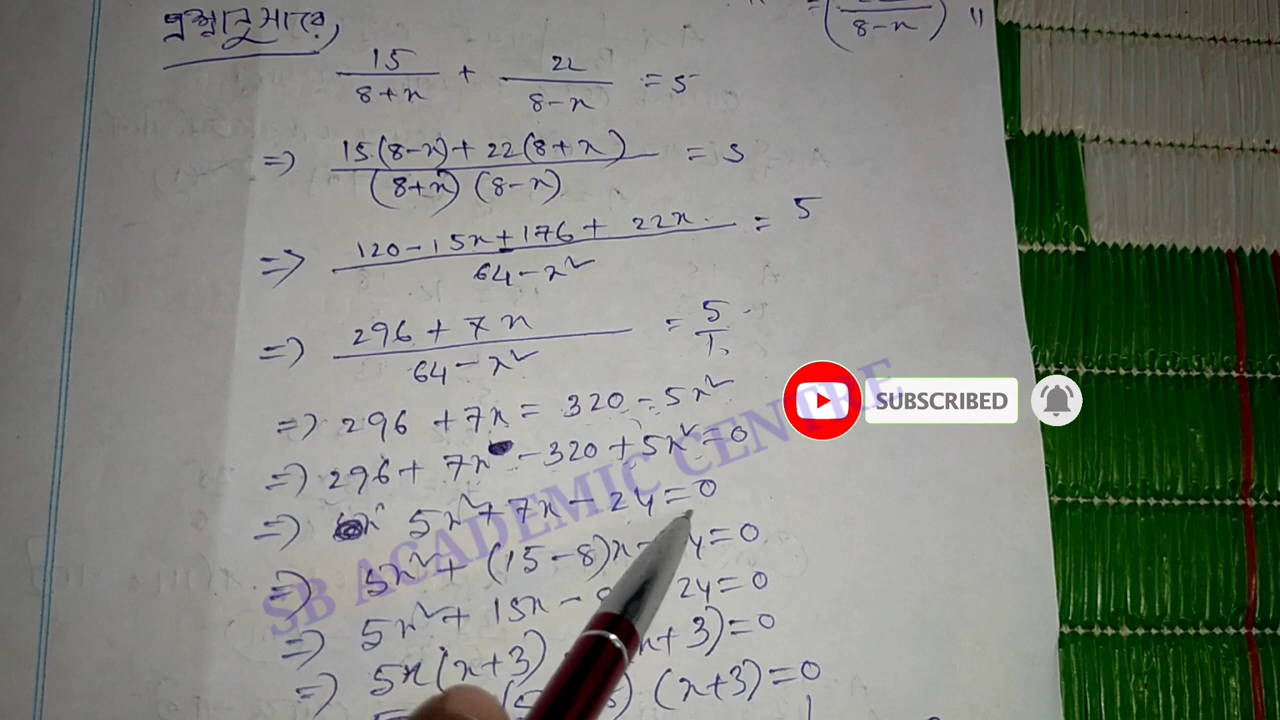 প্রশ্নানুসারে,
= (/8-x) "
15/8+x + 22/8-x = 5
=> 15(8-x)+22(8+x)/(8+x)(8-x) = 5
=> 120-15x+176+22x/64-x² = 5
=> 296+7x/64-x² = 5/1
=> 296+7x = 320-5x²
=> 296+7x-320+5x²=0
=> 5x²+7x-24=0
=> 5x²+(15-8)x- 4=0
=> 5x²+15x- 24=0
=> 5x(x+3) x+3)=0
(x+3)=0
SUBSCRIBED
SB ACADEMIC CENTRE